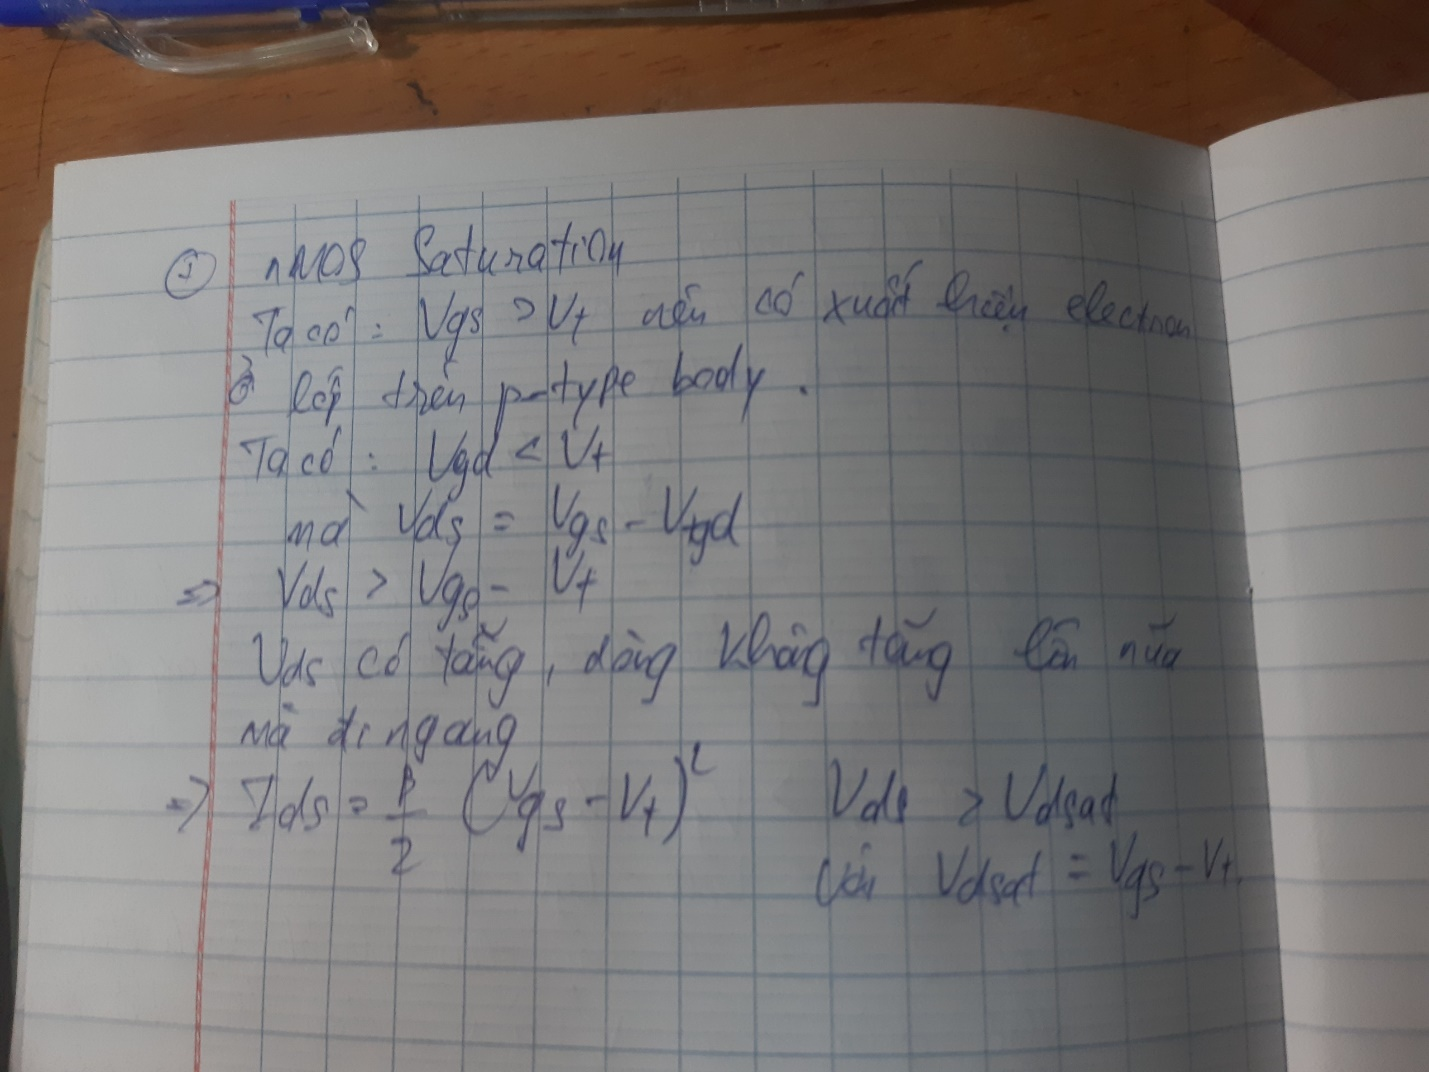 ⑤ nMOS Saturation
Ta có : Vgs > Vt nên có xuất hiện electron
ở lớp trên p-type body .
Ta có : Vgd < Vt
mà Vds = Vgs - Vgd
=> Vds > Vgs - Vt
Vds có tăng , dòng không tăng lên nữa
mà đi ngang
=> Ids = β/2 (Vgs - Vt)² Vds > Vdsat
với Vdsat = Vgs - Vt.